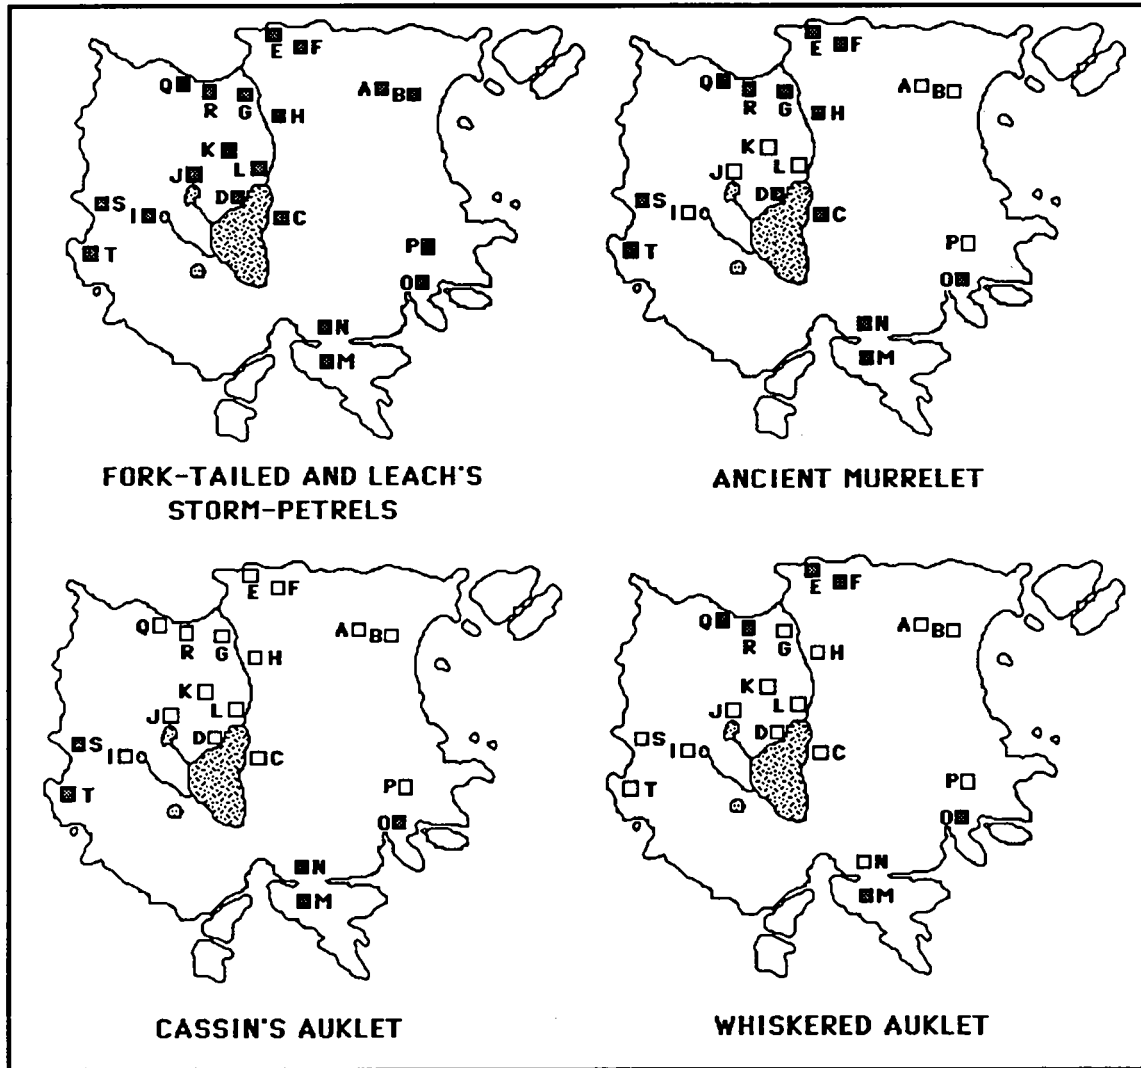 E F
Q R G A B
H
K
J L
S I D C
T P
O
N
M
FORK-TAILED AND LEACH'S
STORM-PETRELS
E F
Q R G A B
H
K
J L
S I D C
T P
O
N
M
ANCIENT MURRELET
E F
Q R G A B
H
K
J L
S I D C
T P
O
N
M
CASSIN'S AUKLET
E F
Q R G A B
H
K
J L
S I D C
T P
O
N
M
WHISKERED AUKLET